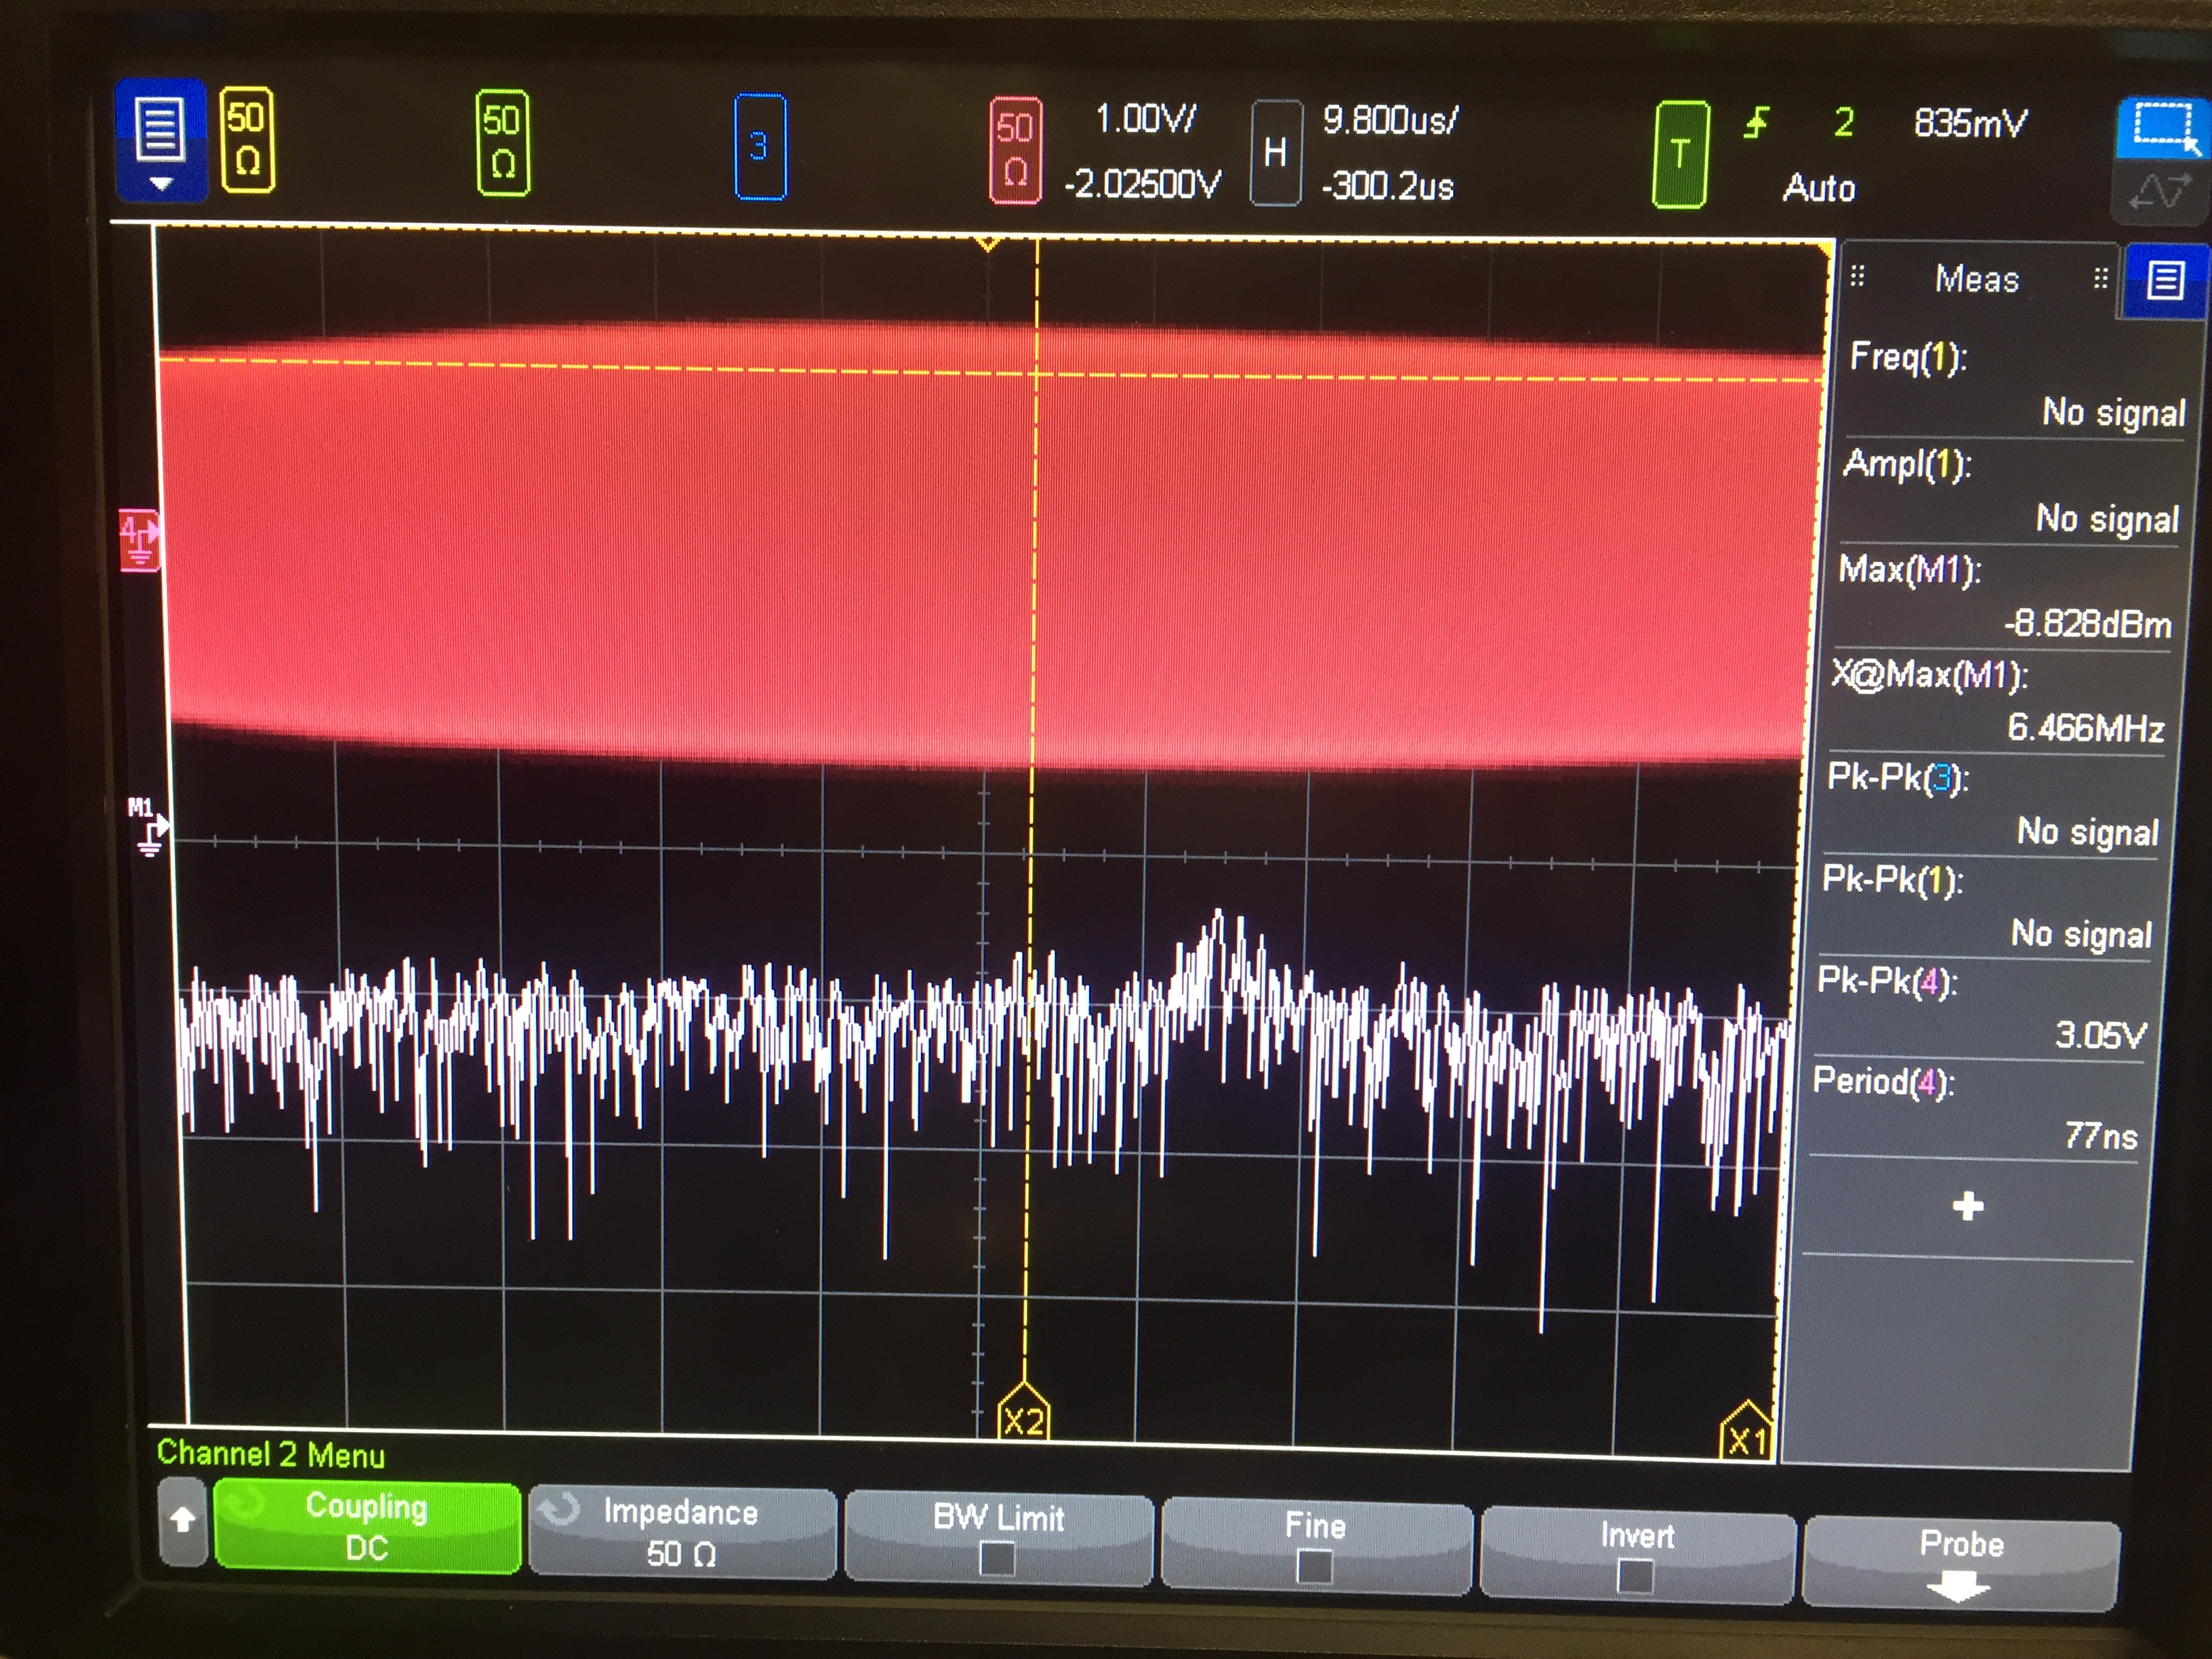 50 Ω
50 Ω
3
50 Ω
1.00V/
-2.02500V
H
9.800us/
-300.2us
T
2
835mV
Auto
Meas
Freq(1):
No signal
Ampl(1):
No signal
Max(M1):
-8.828dBm
X@Max(M1):
6.466MHz
Pk-Pk(3):
No signal
Pk-Pk(1):
No signal
Pk-Pk(4):
3.05V
Period(4):
77ns
4
M1
X2
X1
Channel 2 Menu
Coupling
DC
Impedance
50 Ω
BW Limit
Fine
Invert
Probe